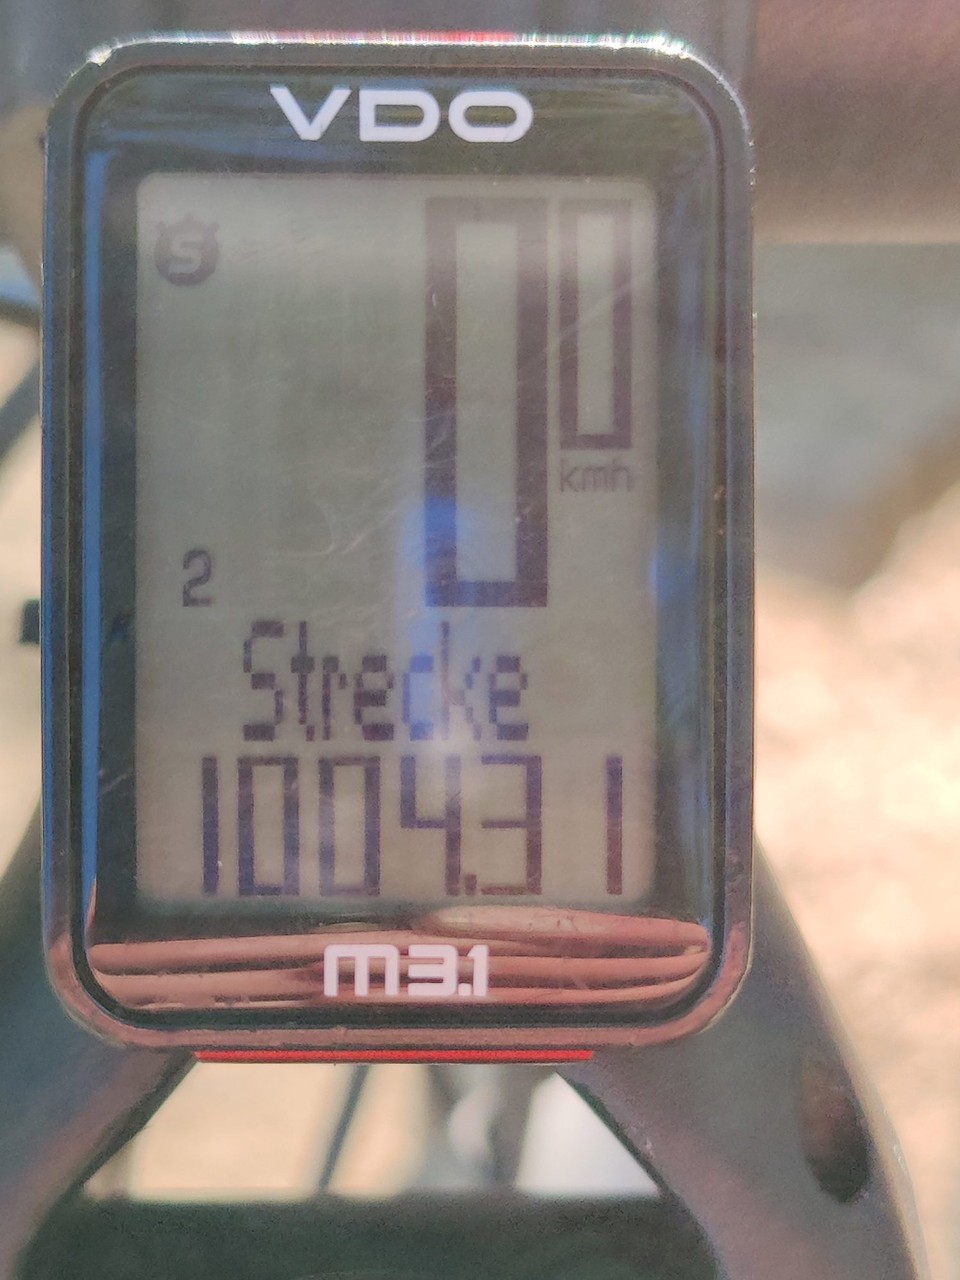 VDO
S
0 0
kmh
2
Strecke
1004.31
m3.1